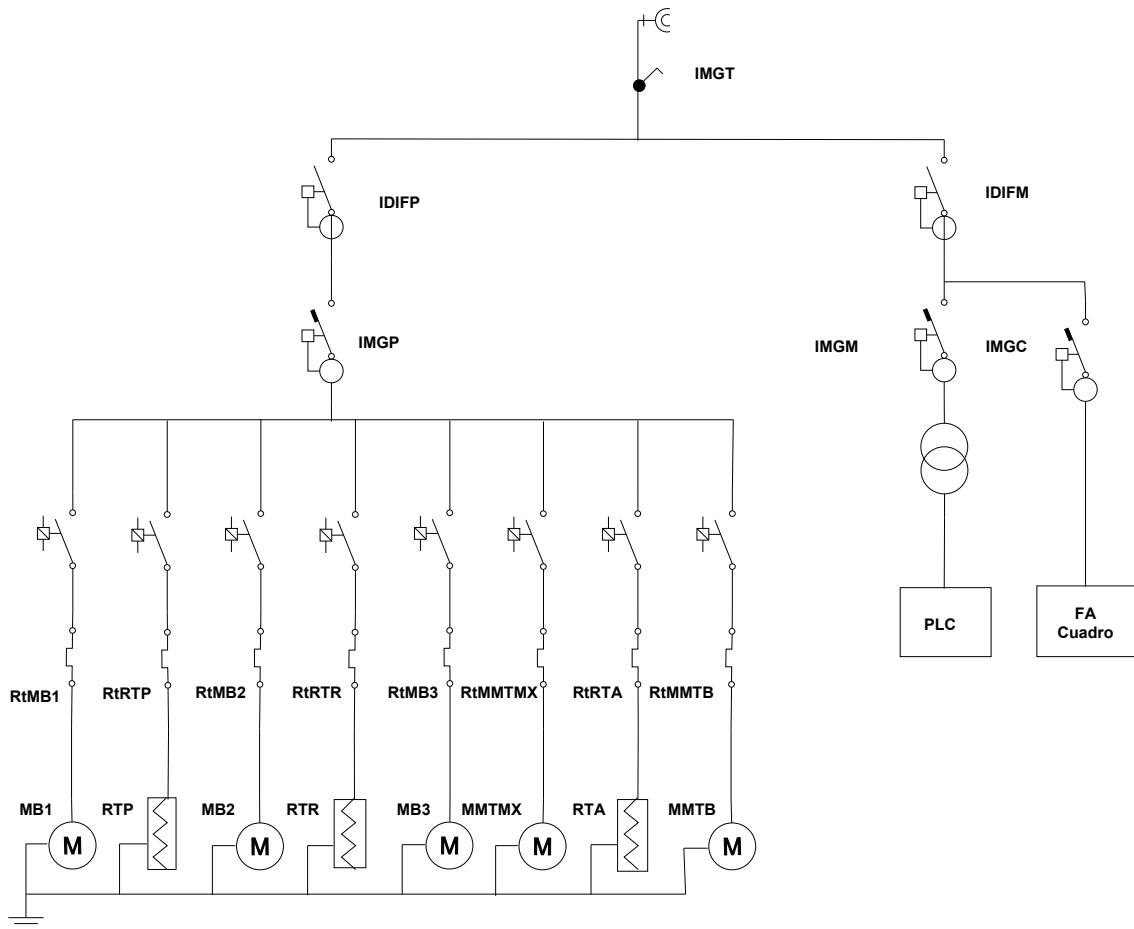 IMGT
IDIFP
IDIFM
IMGP
IMGM
IMGC
PLC
FA
Cuadro
RtMB1
RtRTP
RtMB2
RtRTR
RtMB3
RtMMTMX
RtRTA
RtMMTB
MB1
RTP
MB2
RTR
MB3
MMTMX
RTA
MMTB
M
M
M
M
M